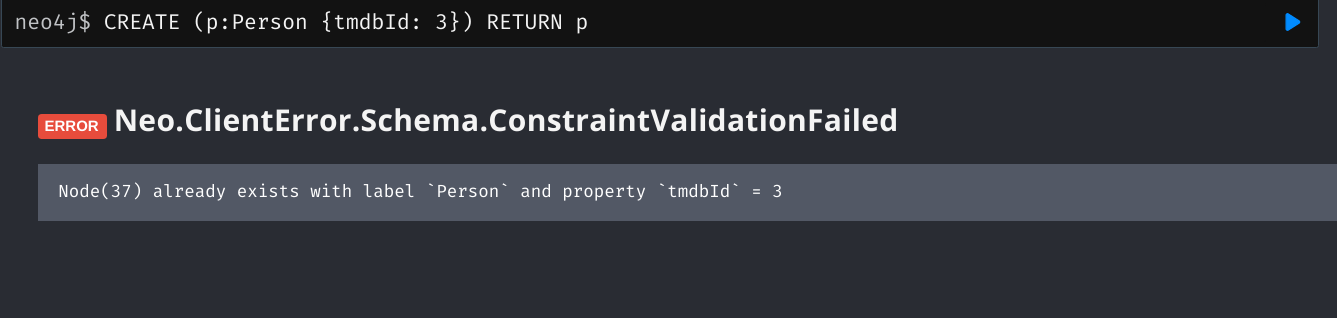 neo4j$ CREATE (p:Person {tmdbId: 3}) RETURN p
ERROR Neo.ClientError.Schema.ConstraintValidationFailed
Node(37) already exists with label `Person` and property `tmdbId` = 3